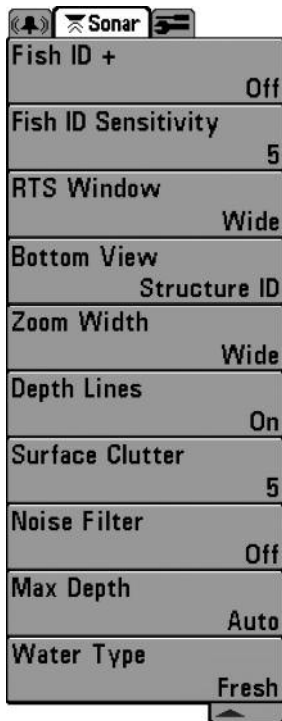 Sonar
Fish ID +
Off
Fish ID Sensitivity
5
RTS Window
Wide
Bottom View
Structure ID
Zoom Width
Wide
Depth Lines
On
Surface Clutter
5
Noise Filter
Off
Max Depth
Auto
Water Type
Fresh